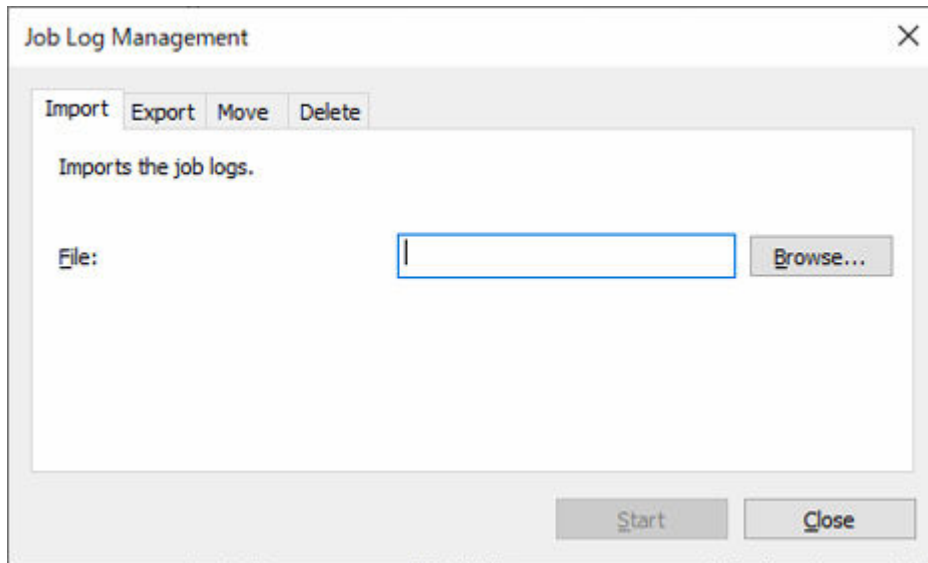 Job Log Management
Import Export Move Delete
Imports the job logs.
File: Browse...
Start Close